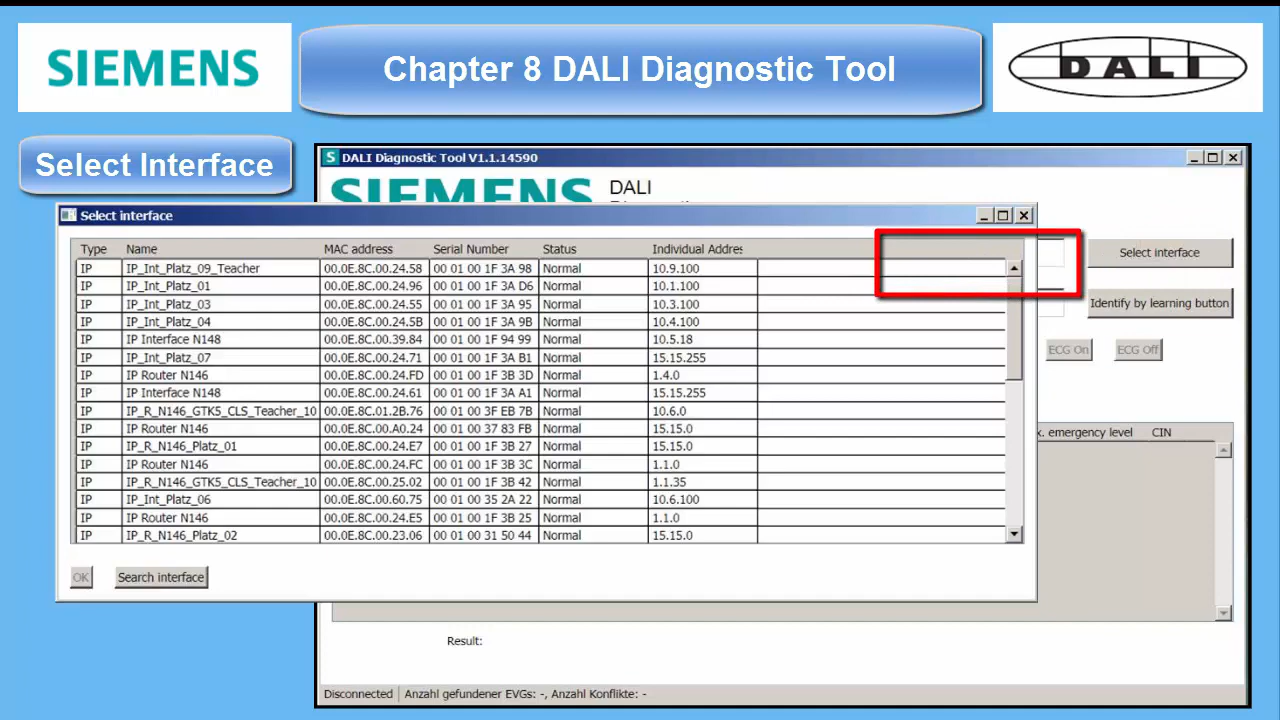 SIEMENS
Chapter 8 DALI Diagnostic Tool
DALI
Select Interface
S DALI Diagnostic Tool V1.1.14590
SIEMENS DALI
Select interface
Type Name MAC address Serial Number Status Individual Addres
IP IP_Int_Platz_09_Teacher 00.0E.8C.00.24.58 00 01 00 1F 3A 98 Normal 10.9.100
IP IP_Int_Platz_01 00.0E.8C.00.24.96 00 01 00 1F 3A D6 Normal 10.1.100
IP IP_Int_Platz_03 00.0E.8C.00.24.55 00 01 00 1F 3A 95 Normal 10.3.100
IP IP_Int_Platz_04 00.0E.8C.00.24.5B 00 01 00 1F 3A 9B Normal 10.4.100
IP IP Interface N148 00.0E.8C.00.39.84 00 01 00 1F 94 99 Normal 10.5.18
IP IP_Int_Platz_07 00.0E.8C.00.24.71 00 01 00 1F 3A B1 Normal 15.15.255
IP IP Router N146 00.0E.8C.00.24.FD 00 01 00 1F 3B 3D Normal 1.4.0
IP IP Interface N148 00.0E.8C.00.24.61 00 01 00 1F 3A A1 Normal 15.15.255
IP IP_R_N146_GTK5_CLS_Teacher_10 00.0E.8C.01.2B.76 00 01 00 3F EB 7B Normal 10.6.0
IP IP Router N146 00.0E.8C.00.A0.24 00 01 00 37 83 FB Normal 15.15.0
IP IP_R_N146_Platz_01 00.0E.8C.00.24.E7 00 01 00 1F 3B 27 Normal 15.15.0
IP IP Router N146 00.0E.8C.00.24.FC 00 01 00 1F 3B 3C Normal 1.1.0
IP IP_R_N146_GTK5_CLS_Teacher_10 00.0E.8C.00.25.02 00 01 00 1F 3B 42 Normal 1.1.35
IP IP_Int_Platz_06 00.0E.8C.00.60.75 00 01 00 35 2A 22 Normal 10.6.100
IP IP Router N146 00.0E.8C.00.24.E5 00 01 00 1F 3B 25 Normal 1.1.0
IP IP_R_N146_Platz_02 00.0E.8C.00.23.06 00 01 00 31 50 44 Normal 15.15.0
OK Search interface
Select interface
Identify by learning button
ECG On ECG Off
x. emergency level CIN
Result:
Disconnected Anzahl gefundener EVGs: -, Anzahl Konflikte: -